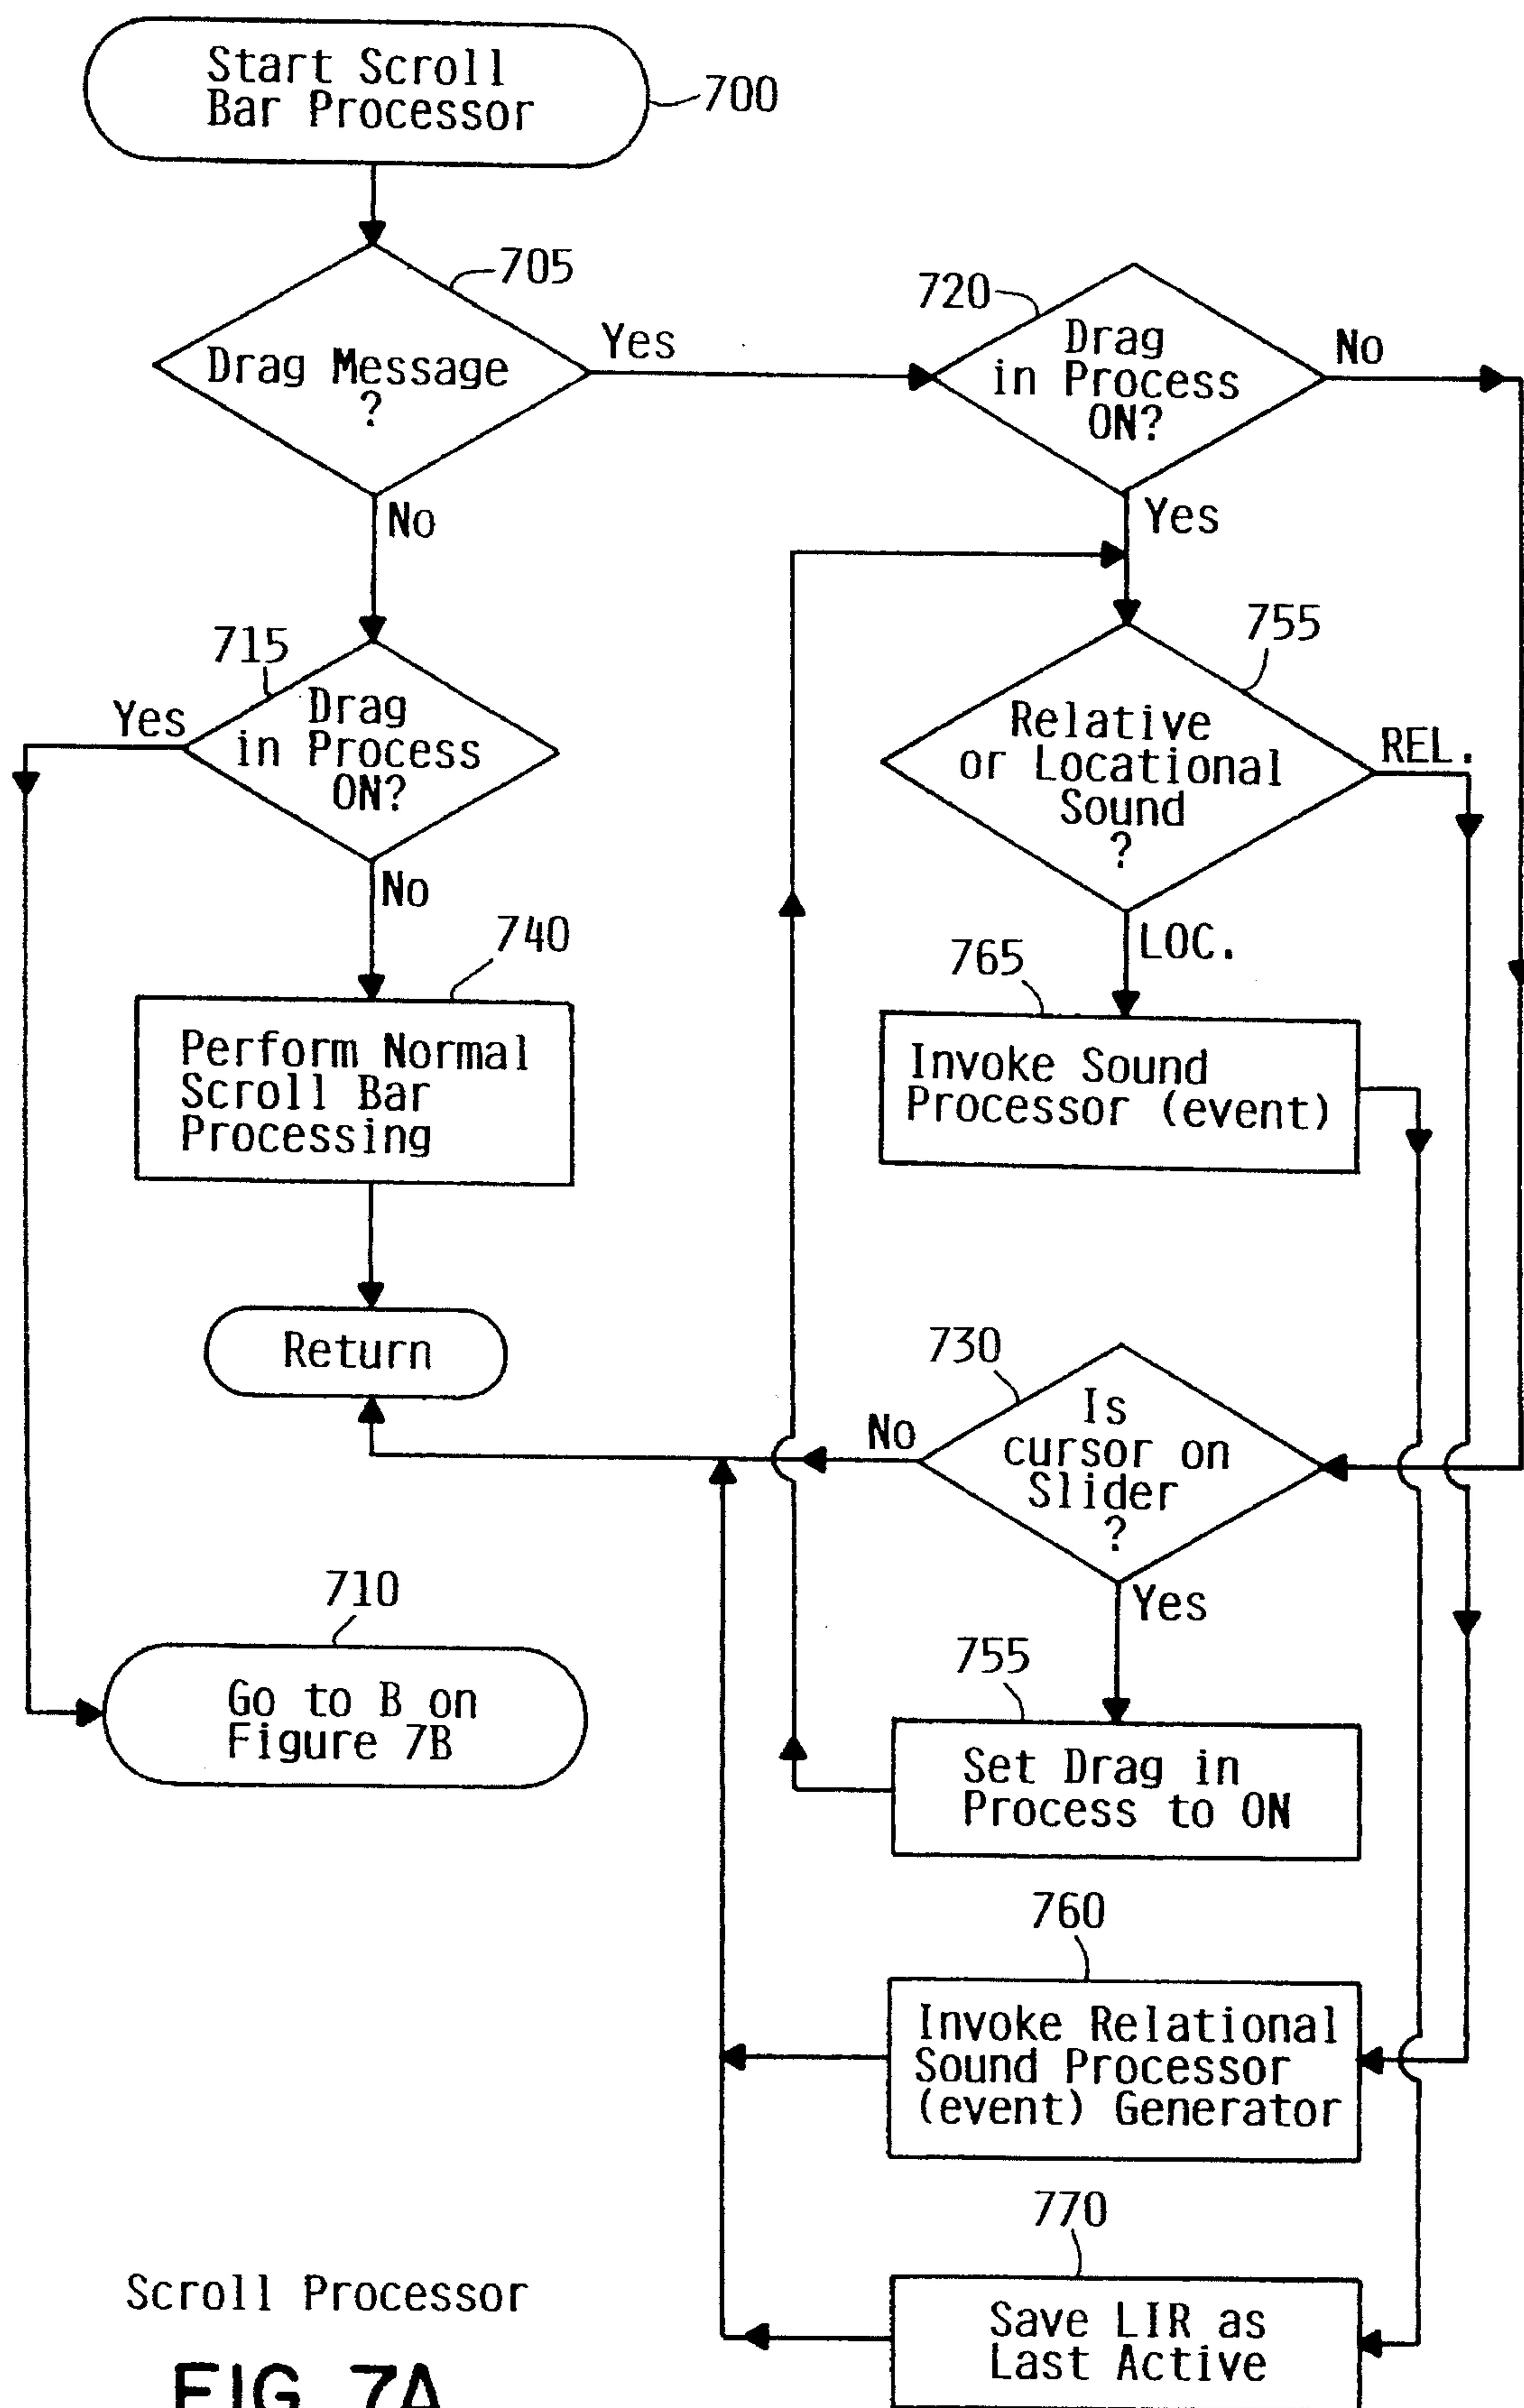 Start Scroll
Bar Processor
700
705
Drag Message
?
Yes
No
720
Drag
in Process
ON?
No
Yes
715
Drag
in Process
ON?
Yes
No
755
Relative
or Locational
Sound
?
REL.
LOC.
740
Perform Normal
Scroll Bar
Processing
765
Invoke Sound
Processor (event)
Return
730
Is
cursor on
Slider
?
No
Yes
710
Go to B on
Figure 7B
755
Set Drag in
Process to ON
760
Invoke Relational
Sound Processor
(event) Generator
770
Save LIR as
Last Active
Scroll Processor
FIG. 7A